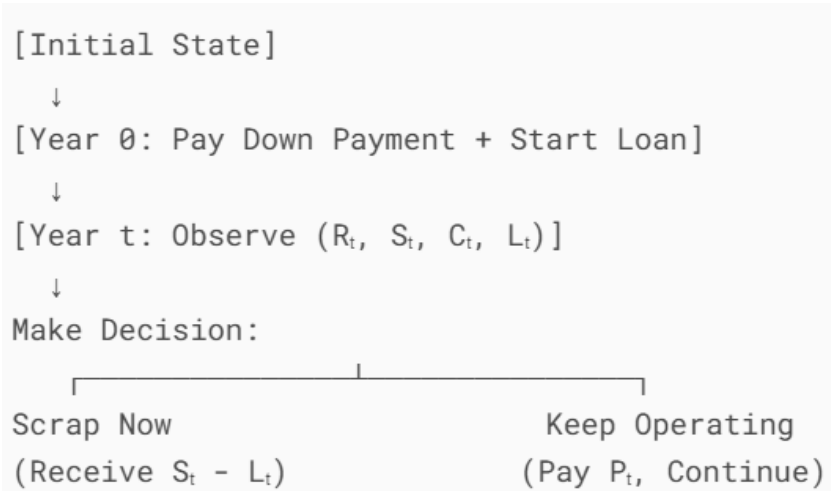 [Initial State]
↓
[Year 0: Pay Down Payment + Start Loan]
↓
[Year t: Observe (Rₜ, Sₜ, Cₜ, Lₜ)]
↓
Make Decision:
Scrap Now Keep Operating
(Receive Sₜ - Lₜ) (Pay Pₜ, Continue)